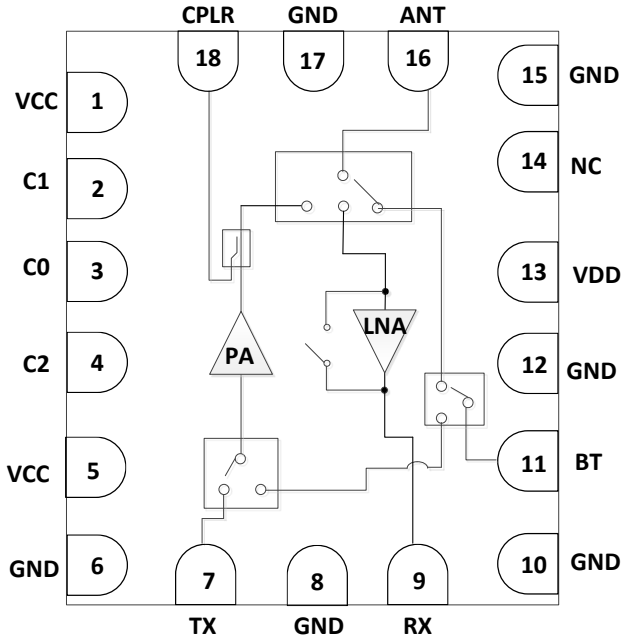 CPLR GND ANT
18 17 16
VCC 1 15 GND
C1 2 14 NC
C0 3 13 VDD
LNA
PA
C2 4 12 GND
VCC 5 11 BT
GND 6 10 GND
7 8 9
TX GND RX